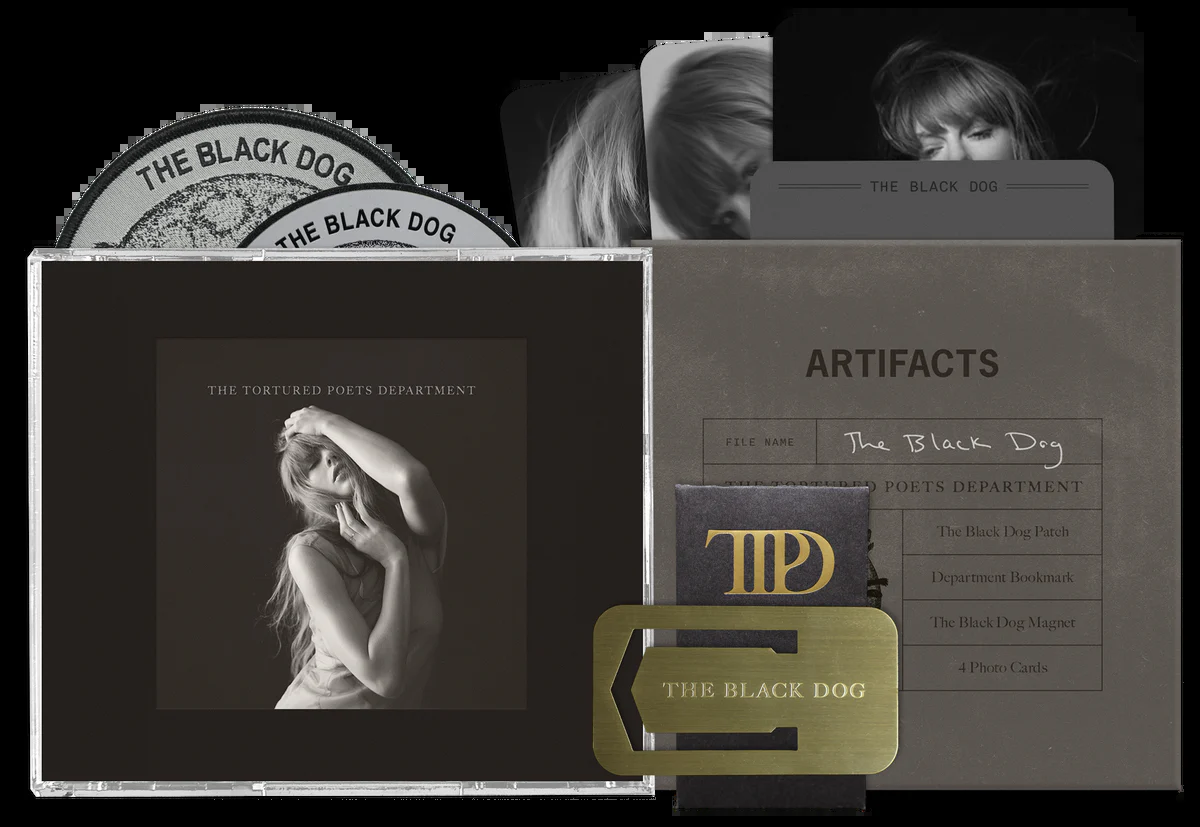 THE BLACK DOG
THE BLACK DOG
THE BLACK DOG
THE TORTURED POETS DEPARTMENT
ARTIFACTS
FILE NAME
The Black Dog
THE TORTURED POETS DEPARTMENT
The Black Dog Patch
Department Bookmark
The Black Dog Magnet
4 Photo Cards
TTPD
THE BLACK DOG